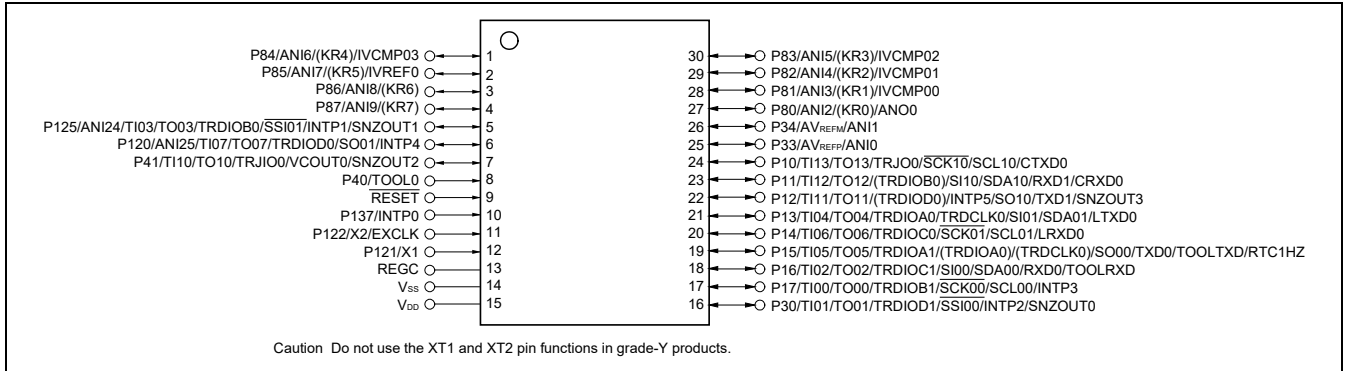 P84/ANI6/(KR4)/IVCMP03 1
P85/ANI7/(KR5)/IVREF0 2
P86/ANI8/(KR6) 3
P87/ANI9/(KR7) 4
P125/ANI24/TI03/TO03/TRDIOB0/SSI01/INTP1/SNZOUT1 5
P120/ANI25/TI07/TO07/TRDIOD0/SO01/INTP4 6
P41/TI10/TO10/TRJIO0/VCOUT0/SNZOUT2 7
P40/TOOL0 8
RESET 9
P137/INTP0 10
P122/X2/EXCLK 11
P121/X1 12
REGC 13
VSS 14
VDD 15
30 P83/ANI5/(KR3)/IVCMP02
29 P82/ANI4/(KR2)/IVCMP01
28 P81/ANI3/(KR1)/IVCMP00
27 P80/ANI2/(KR0)/ANO0
26 P34/AVREFM/ANI1
25 P33/AVREFP/ANI0
24 P10/TI13/TO13/TRJO0/SCK10/SCL10/CTXD0
23 P11/TI12/TO12/(TRDIOB0)/SI10/SDA10/RXD1/CRXD0
22 P12/TI11/TO11/(TRDIOD0)/INTP5/SO10/TXD1/SNZOUT3
21 P13/TI04/TO04/TRDIOA0/TRDCLK0/SI01/SDA01/LTXD0
20 P14/TI06/TO06/TRDIOC0/SCK01/SCL01/LRXD0
19 P15/TI05/TO05/TRDIOA1/(TRDIOA0)/(TRDCLK0)/SO00/TXD0/TOOLTXD/RTC1HZ
18 P16/TI02/TO02/TRDIOC1/SI00/SDA00/RXD0/TOOLRXD
17 P17/TI00/TO00/TRDIOB1/SCK00/SCL00/INTP3
16 P30/TI01/TO01/TRDIOD1/SSI00/INTP2/SNZOUT0
Caution Do not use the XT1 and XT2 pin functions in grade-Y products.